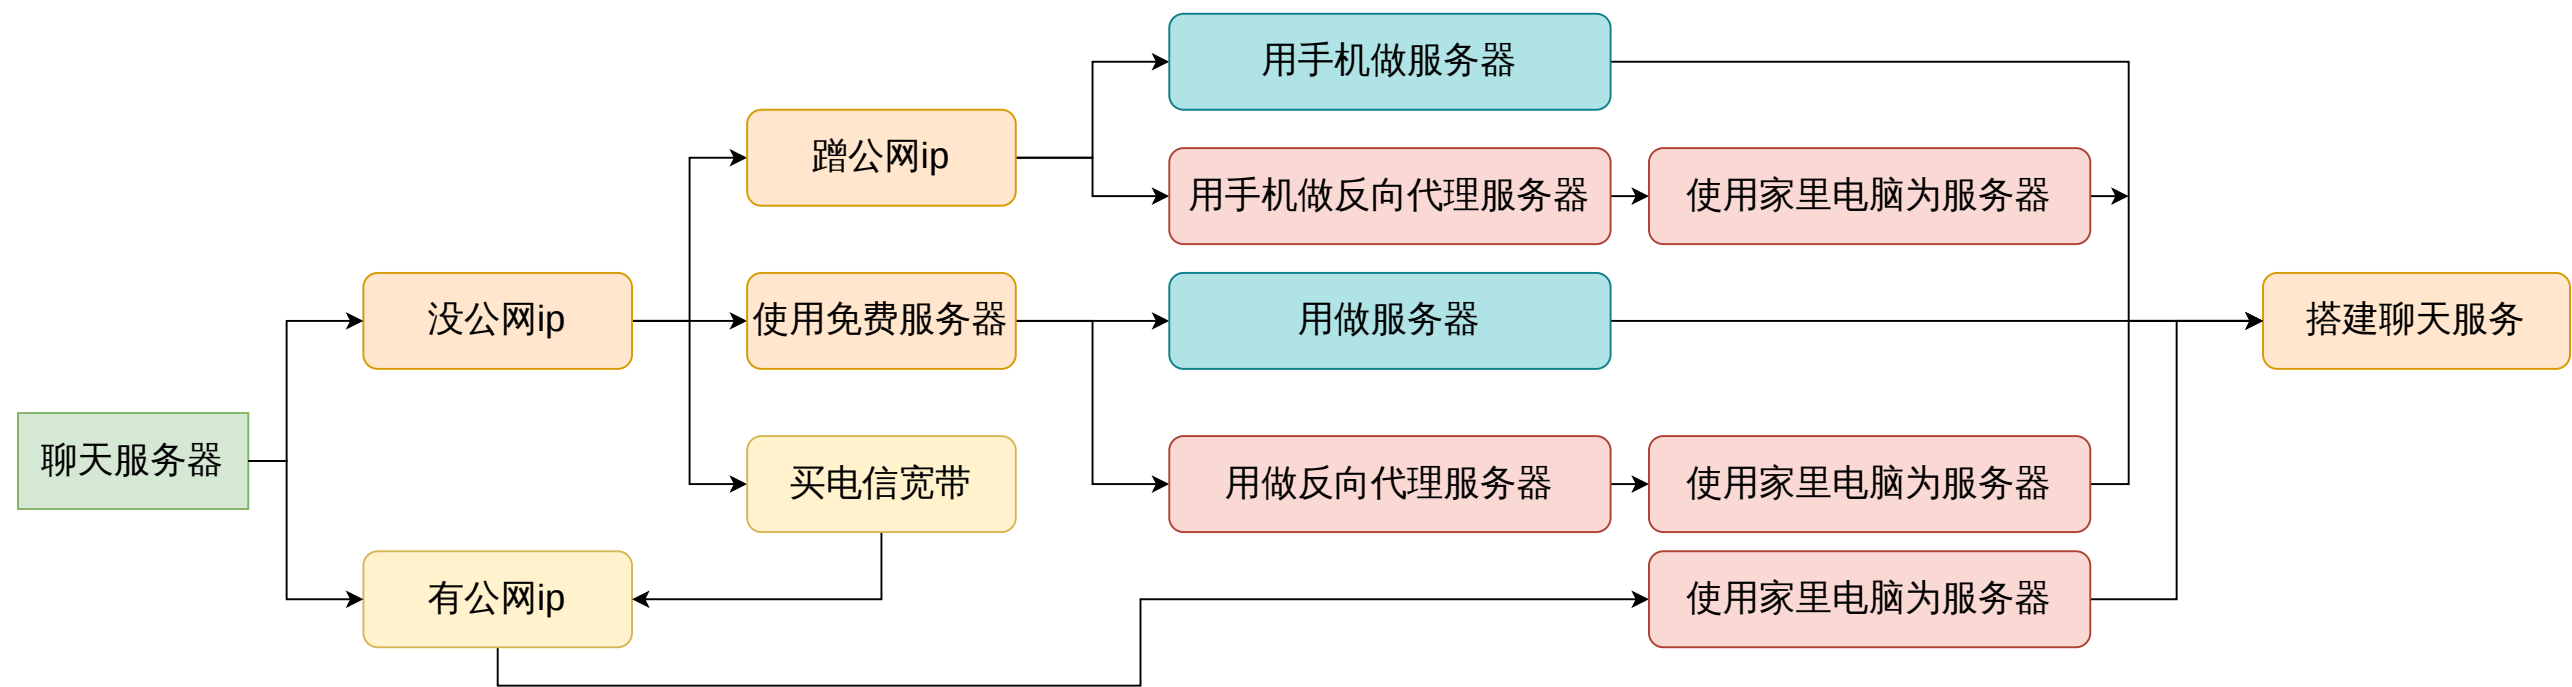 用手机做服务器
蹭公网ip
用手机做反向代理服务器
使用家里电脑为服务器
没公网ip
使用免费服务器
用做服务器
搭建聊天服务
聊天服务器
买电信宽带
用做反向代理服务器
使用家里电脑为服务器
有公网ip
使用家里电脑为服务器